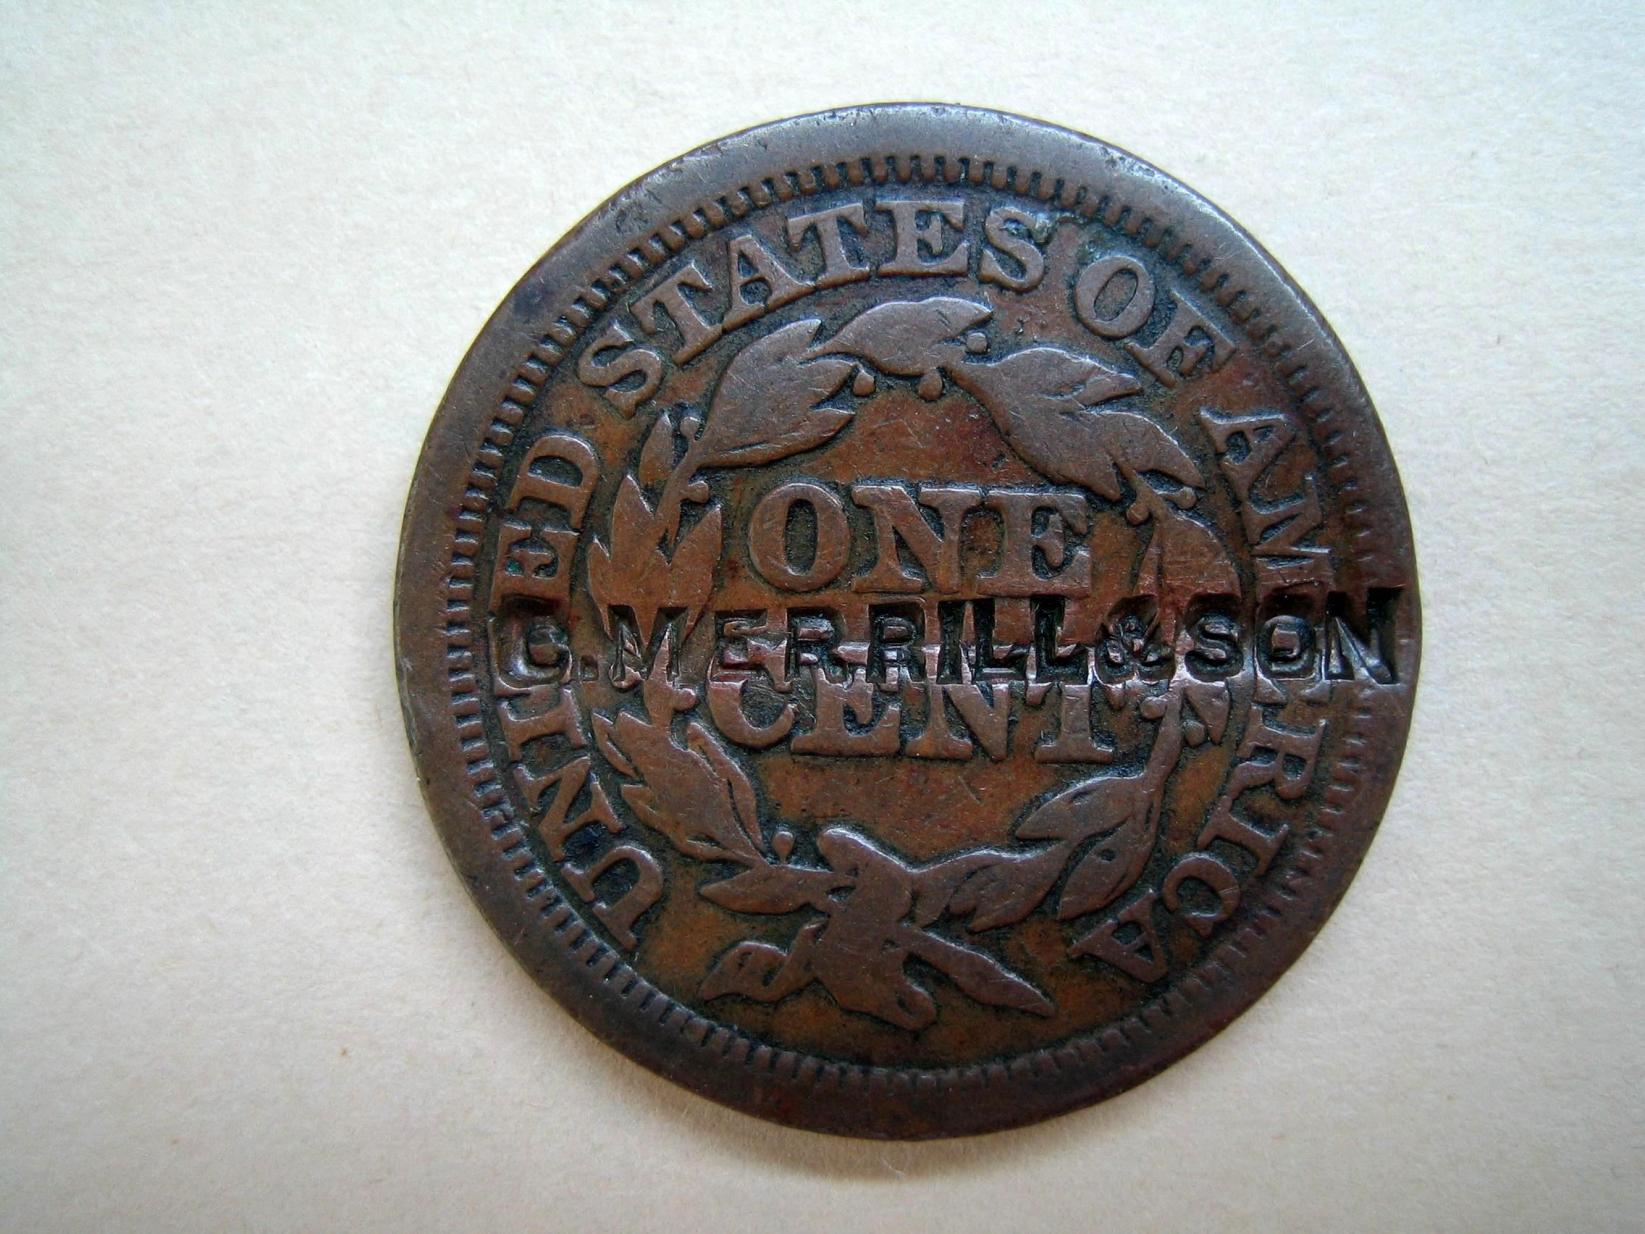 UNITED STATES OF AMERICA
ONE
C.MERRILL&SON
CENT